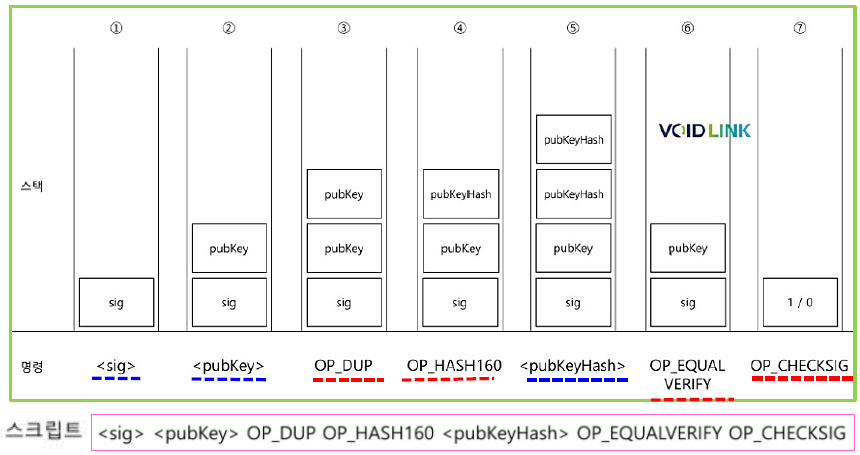 ① ② ③ ④ ⑤ ⑥ ⑦
VOID LINK
pubKeyHash
스택
pubKey pubKeyHash pubKeyHash
pubKey pubKey pubKey pubKey pubKey
sig sig sig sig sig sig 1 / 0
명령 <sig> <pubKey> OP_DUP OP_HASH160 <pubKeyHash> OP_EQUAL OP_CHECKSIG
VERIFY
스크립트 <sig> <pubKey> OP_DUP OP_HASH160 <pubKeyHash> OP_EQUALVERIFY OP_CHECKSIG